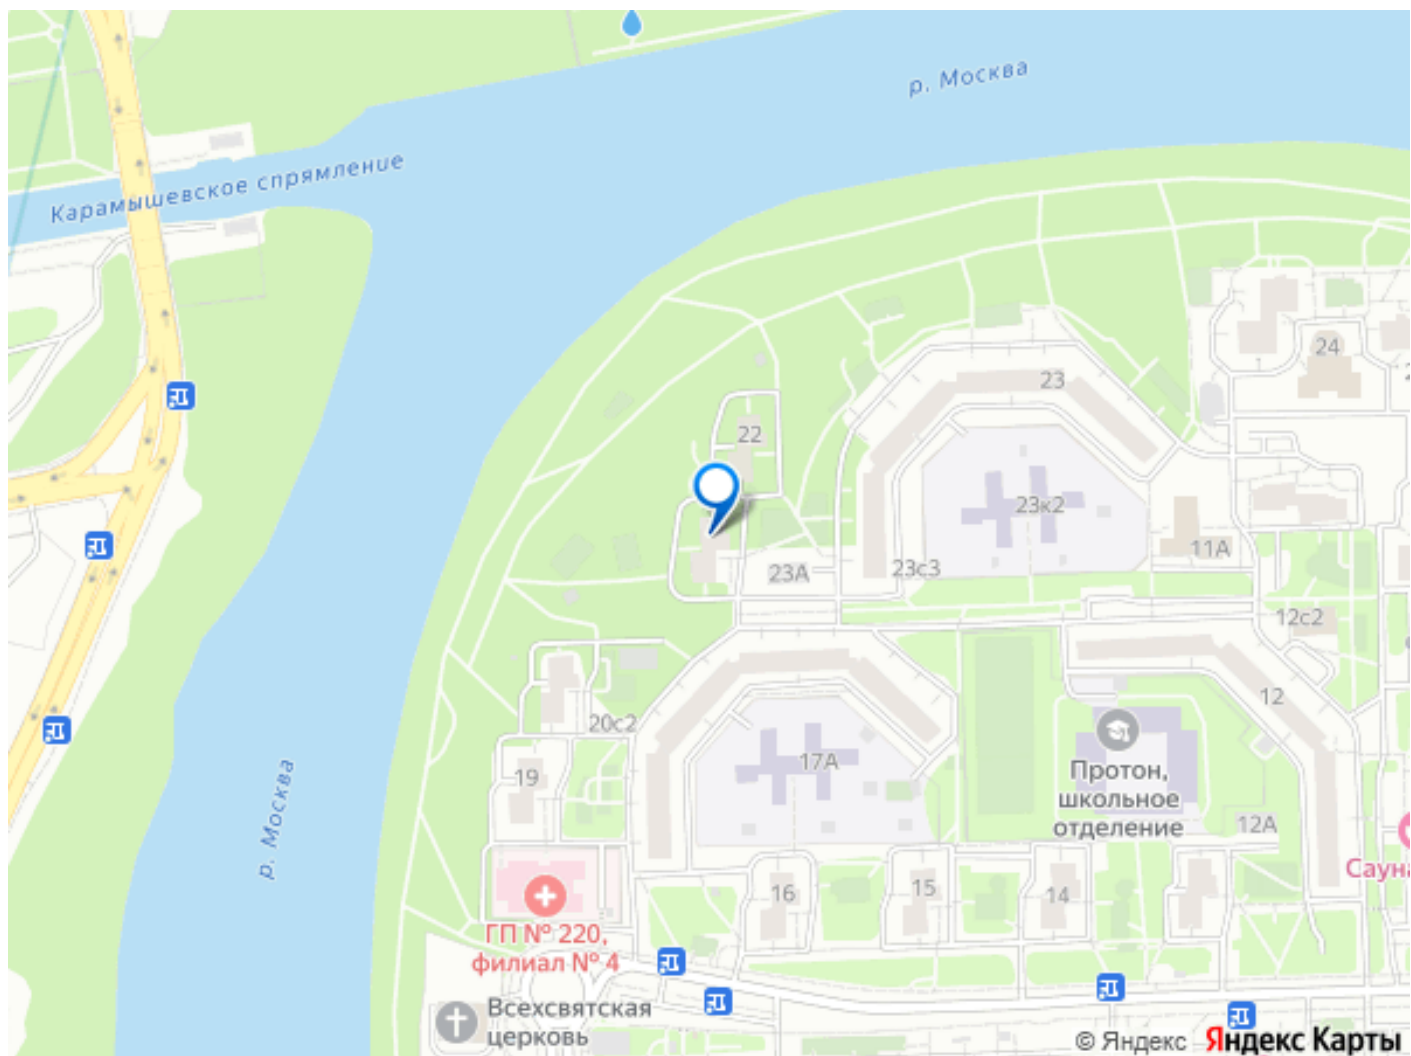 р. Москва
Карамышевское спрямление
24
23
22
23к2
11А
23А
23с3
12с2
12
20с2
17А
19
Протон,
школьное
отделение
12А
Сауна
16
15
14
ГП № 220,
филиал № 4
р. Москва
Всехсвятская
церковь
© Яндекс Яндекс Карты